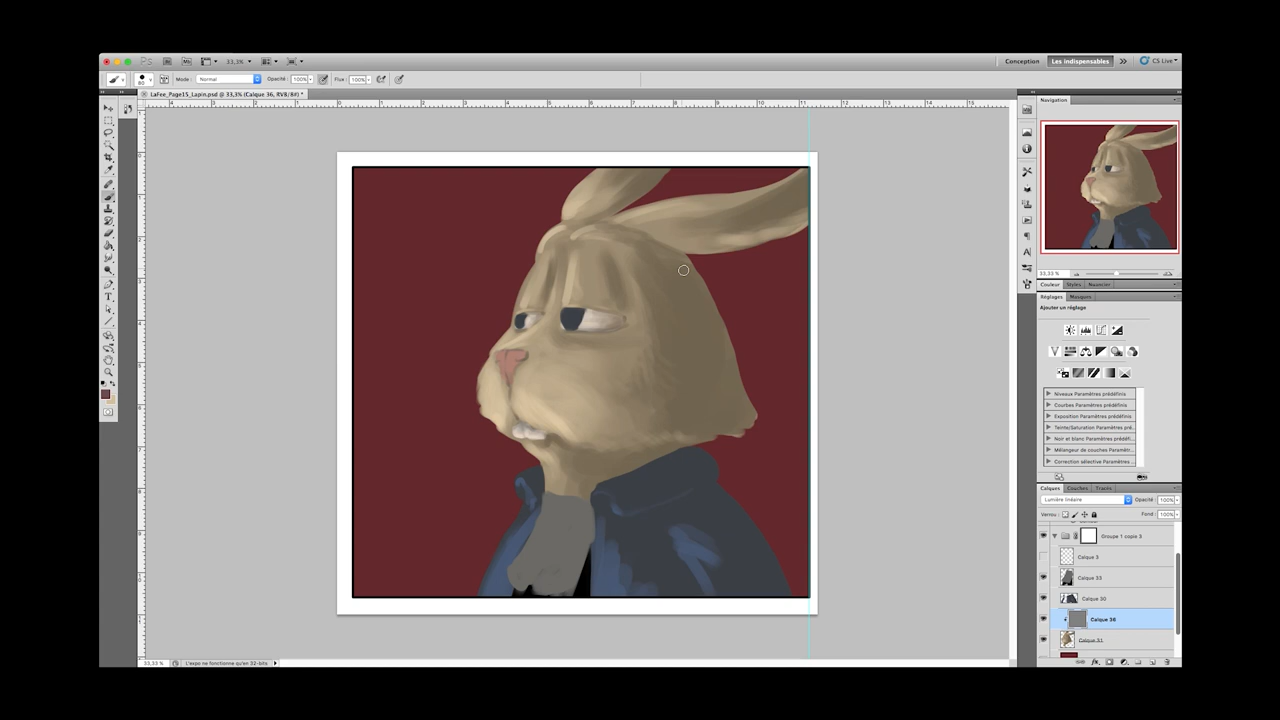 Ps Br Mb 33,3% Conception Les indispensables CS Live
60 Mode : Normal Opacité : 100% Flux : 100%
LaFee_Page15_Lapin.psd @ 33,3% (Calque 36, RVB/8#) *
Navigation
33,33 %
Couleur Styles Nuancier
Réglages Masques
Ajouter un réglage
Niveaux Paramètres prédéfinis
Courbes Paramètres prédéfinis
Exposition Paramètres prédéfinis
Teinte/Saturation Paramètres pré...
Noir et blanc Paramètres prédéfi...
Mélangeur de couches Paramètr...
Correction sélective Paramètres ...
Calques Couches Tracés
Lumière linéaire Opacité : 100%
Verrou : Fond : 100%
Groupe 1 copie 3
Calque 3
Calque 33
Calque 30
Calque 36
Calque 31
33,33 % L'expo ne fonctionne qu'en 32-bits